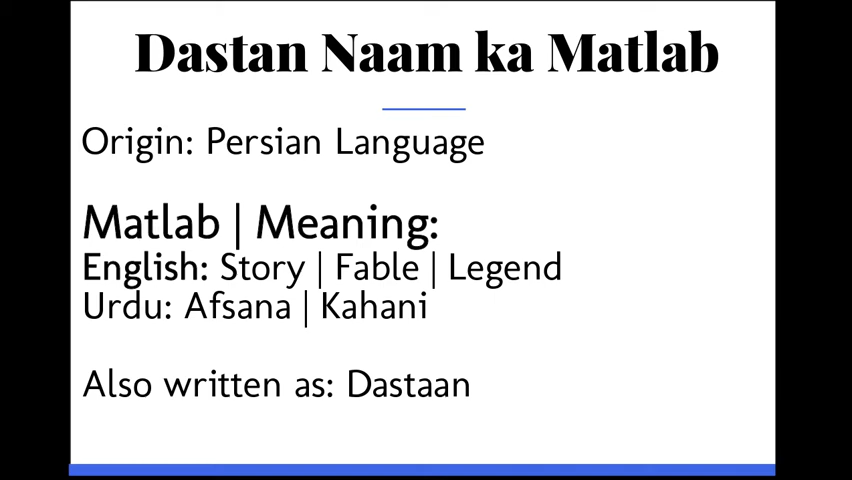 Dastan Naam ka Matlab
Origin: Persian Language
Matlab | Meaning:
English: Story | Fable | Legend
Urdu: Afsana | Kahani
Also written as: Dastaan